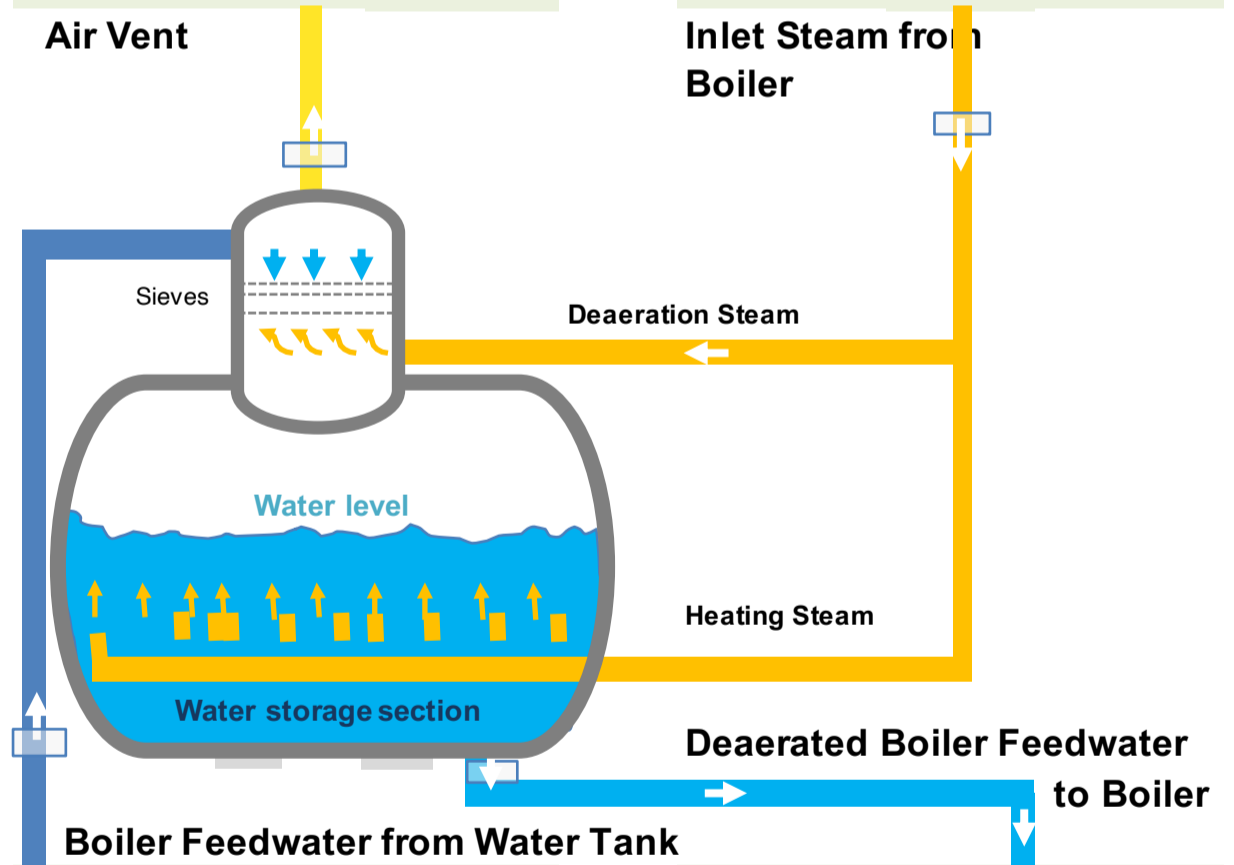 Air Vent
Inlet Steam from
Boiler
Sieves
Deaeration Steam
Water level
Heating Steam
Water storage section
Deaerated Boiler Feedwater
to Boiler
Boiler Feedwater from Water Tank